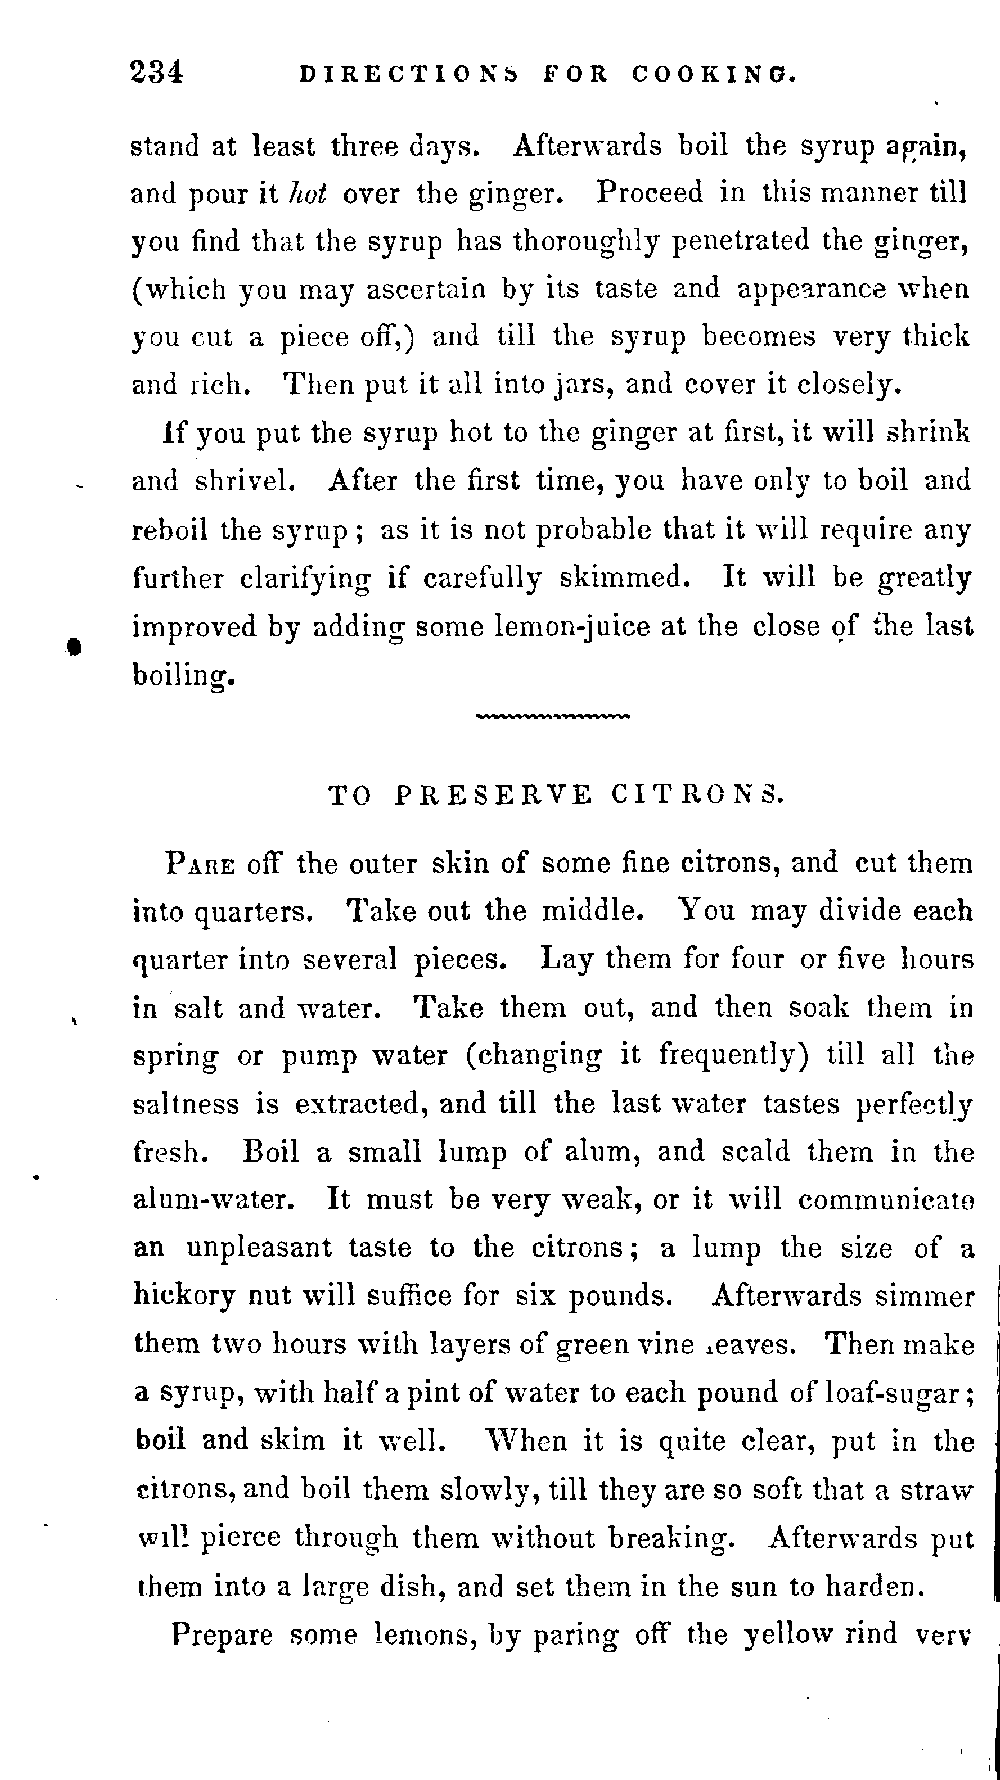 234 DIRECTIONS FOR COOKING.
stand at least three days. Afterwards boil the syrup again,
and pour it hot over the ginger. Proceed in this manner till
you find that the syrup has thoroughly penetrated the ginger,
(which you may ascertain by its taste and appearance when
you cut a piece off,) and till the syrup becomes very thick
and rich. Then put it all into jars, and cover it closely.
If you put the syrup hot to the ginger at first, it will shrink
and shrivel. After the first time, you have only to boil and
reboil the syrup; as it is not probable that it will require any
further clarifying if carefully skimmed. It will be greatly
improved by adding some lemon-juice at the close of the last
boiling.
TO PRESERVE CITRONS.
PARE off the outer skin of some fine citrons, and cut them
into quarters. Take out the middle. You may divide each
quarter into several pieces. Lay them for four or five hours
in salt and water. Take them out, and then soak them in
spring or pump water (changing it frequently) till all the
saltness is extracted, and till the last water tastes perfectly
fresh. Boil a small lump of alum, and scald them in the
alum-water. It must be very weak, or it will communicate
an unpleasant taste to the citrons; a lump the size of a
hickory nut will suffice for six pounds. Afterwards simmer
them two hours with layers of green vine leaves. Then make
a syrup, with half a pint of water to each pound of loaf-sugar;
boil and skim it well. When it is quite clear, put in the
citrons, and boil them slowly, till they are so soft that a straw
will pierce through them without breaking. Afterwards put
them into a large dish, and set them in the sun to harden.
Prepare some lemons, by paring off the yellow rind very